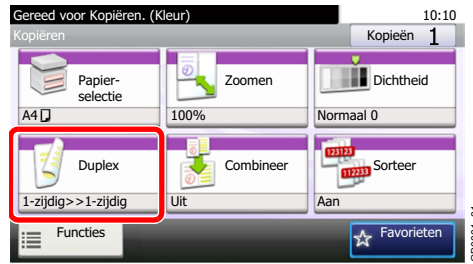 Gereed voor Kopiëren. (Kleur) 10:10
Kopiëren Kopieën 1
Papier-
selectie
A4
Zoomen
100%
Dichtheid
Normaal 0
Duplex
1-zijdig>>1-zijdig
Combineer
Uit
123123
112233
Sorteer
Aan
Functies
Favorieten